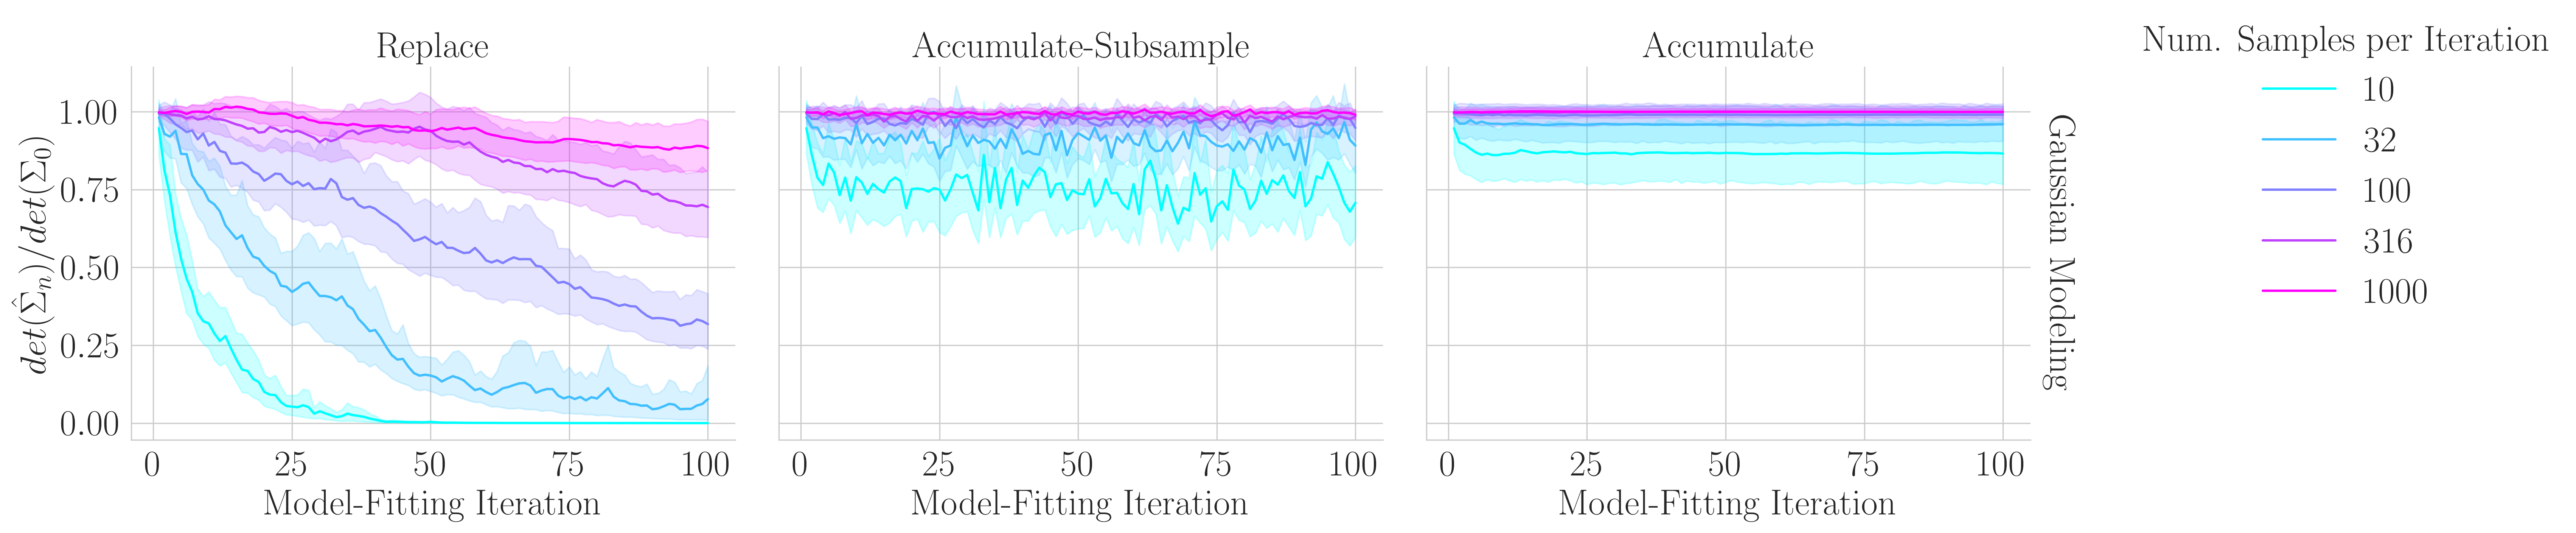 Replace
Accumulate-Subsample
Accumulate
Num. Samples per Iteration
10
32
100
316
1000
det(Σ̂ₙ)/det(Σ₀)
1.00
0.75
0.50
0.25
0.00
Gaussian Modeling
0 25 50 75 100
0 25 50 75 100
0 25 50 75 100
Model-Fitting Iteration
Model-Fitting Iteration
Model-Fitting Iteration